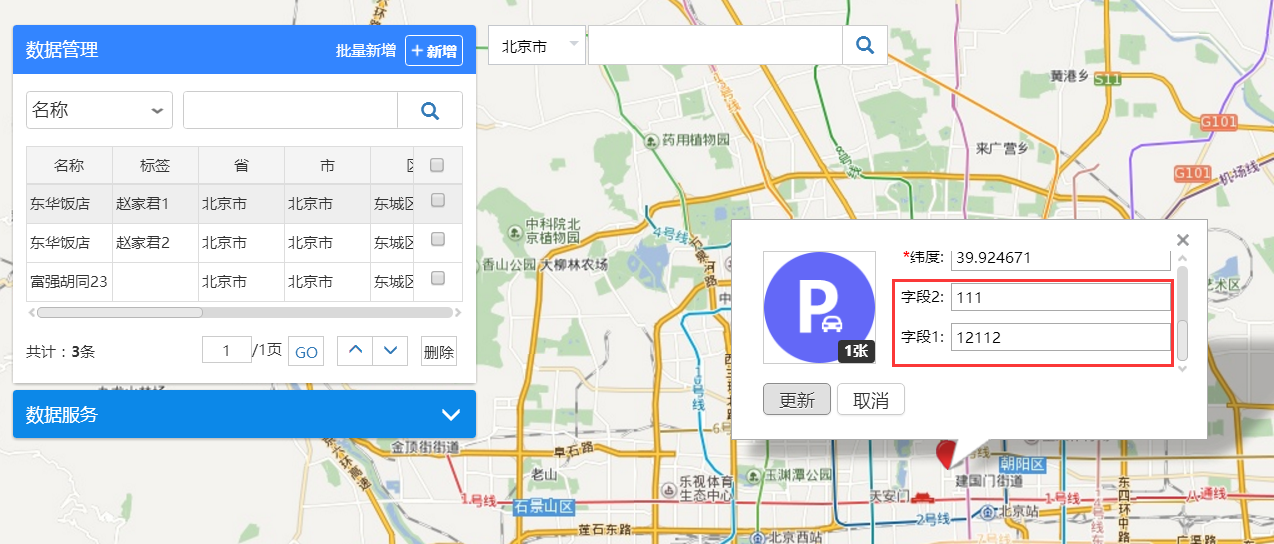 数据管理
批量新增
+新增
名称
名称 标签 省 市 区
东华饭店 赵家君1 北京市 北京市 东城区
东华饭店 赵家君2 北京市 北京市 东城区
富强胡同23 北京市 北京市 东城区
共计：3条
1 /1页 GO
删除
数据服务
北京市
黄港乡
S11
G101
药用植物园
来广营乡
G101
机场线
中科院北
京植物园
4号线
万泉河路
香山公园
大柳林农场
艺术区
P
1张
*纬度: 39.924671
字段2: 111
字段1: 12112
更新 取消
金顶街街道
阜石路
老山
石景山区
1号线
莲石东路
乐视体育
生态中心
玉渊潭公园
天安门
2号线
北京西站
北京站
建国门街道
朝阳区
1号线
八通线
东四环中路